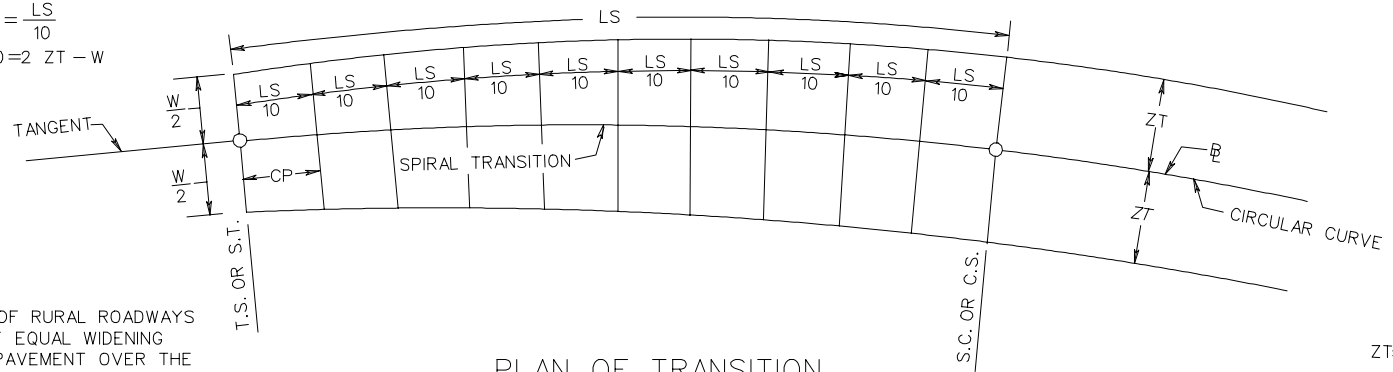 = LS/10
=2 ZT - W
LS
LS/10 LS/10 LS/10 LS/10 LS/10 LS/10 LS/10 LS/10 LS/10 LS/10
W/2
TANGENT
ZT
SPIRAL TRANSITION
℄
W/2
CP
ZT
CIRCULAR CURVE
T.S. OR S.T.
S.C. OR C.S.
OF RURAL ROADWAYS
EQUAL WIDENING
PAVEMENT OVER THE
ZT
PLAN OF TRANSITION